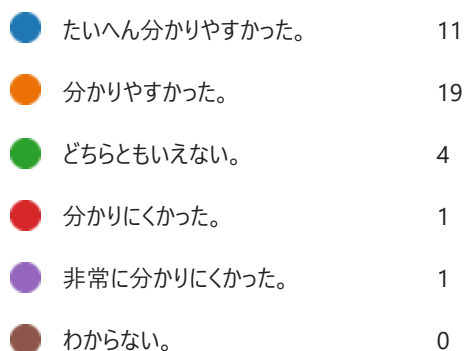 たいへん分かりやすかった。 11
分かりやすかった。 19
どちらともいえない。 4
分かりにくかった。 1
非常に分かりにくかった。 1
わからない。 0